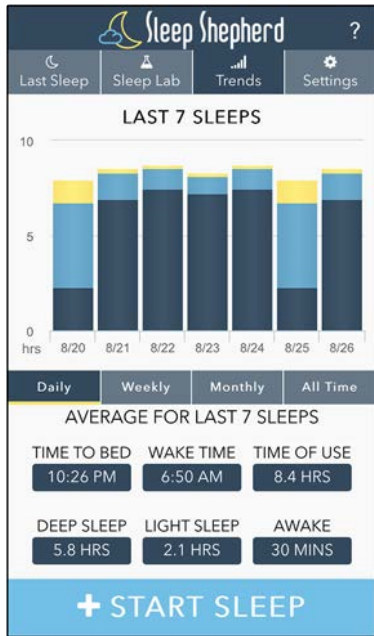 Sleep Shepherd
?
Last Sleep
Sleep Lab
Trends
Settings
LAST 7 SLEEPS
10
5
0
hrs
8/20 8/21 8/22 8/23 8/24 8/25 8/26
Daily
Weekly
Monthly
All Time
AVERAGE FOR LAST 7 SLEEPS
TIME TO BED WAKE TIME TIME OF USE
10:26 PM 6:50 AM 8.4 HRS
DEEP SLEEP LIGHT SLEEP AWAKE
5.8 HRS 2.1 HRS 30 MINS
+ START SLEEP